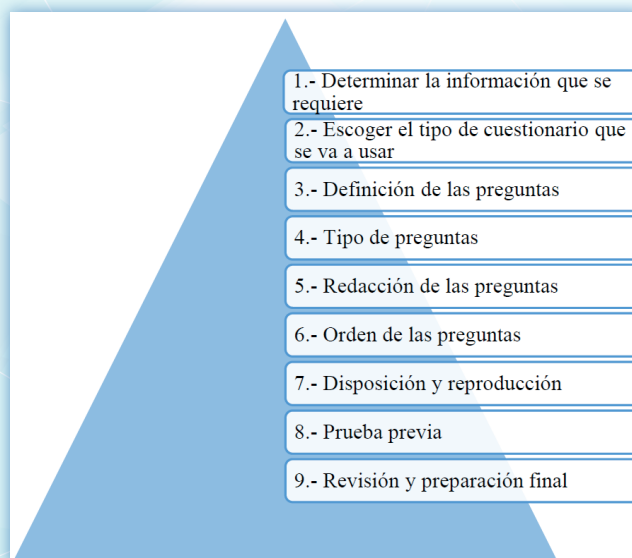 1.- Determinar la información que se
requiere
2.- Escoger el tipo de cuestionario que
se va a usar
3.- Definición de las preguntas
4.- Tipo de preguntas
5.- Redacción de las preguntas
6.- Orden de las preguntas
7.- Disposición y reproducción
8.- Prueba previa
9.- Revisión y preparación final